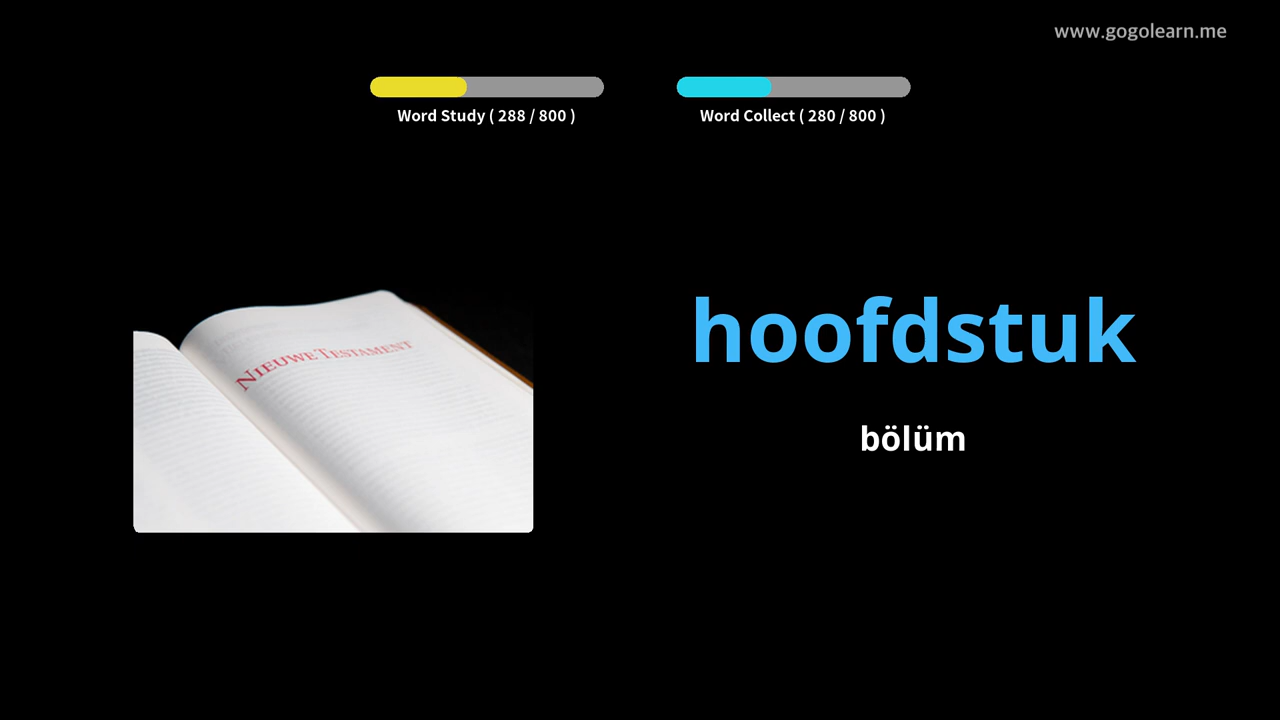 www.gogolearn.me
Word Study ( 288 / 800 )
Word Collect ( 280 / 800 )
NIEUWE TESTAMENT
hoofdstuk
bölüm